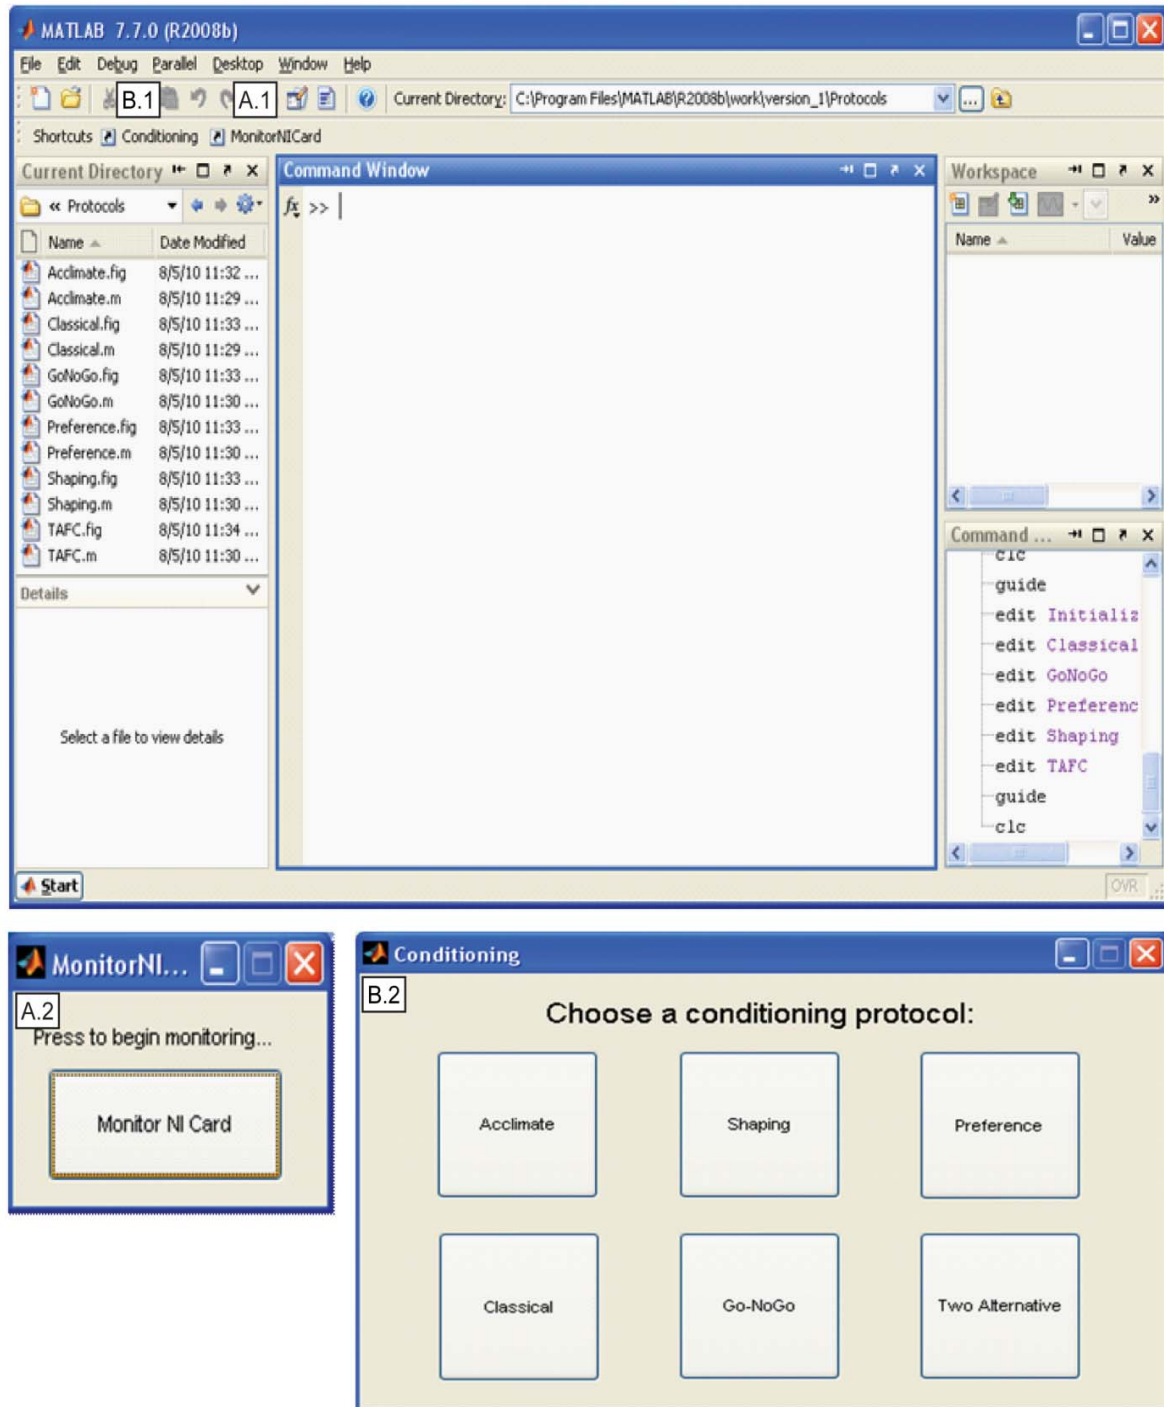 MATLAB 7.7.0 (R2008b)
File Edit Debug Parallel Desktop Window Help
B.1 A.1 Current Directory: C:\Program Files\MATLAB\R2008b\work\version_1\Protocols ...
Shortcuts Conditioning MonitorNICard
Current Directory
« Protocols
Name Date Modified
Acclimate.fig 8/5/10 11:32 ...
Acclimate.m 8/5/10 11:29 ...
Classical.fig 8/5/10 11:33 ...
Classical.m 8/5/10 11:29 ...
GoNoGo.fig 8/5/10 11:33 ...
GoNoGo.m 8/5/10 11:30 ...
Preference.fig 8/5/10 11:33 ...
Preference.m 8/5/10 11:30 ...
Shaping.fig 8/5/10 11:33 ...
Shaping.m 8/5/10 11:30 ...
TAFC.fig 8/5/10 11:34 ...
TAFC.m 8/5/10 11:30 ...
Details
Select a file to view details
Start
Command Window
fx >>
Workspace
»
Name Value
Command ...
clc
guide
edit Initializ
edit Classical
edit GoNoGo
edit Preferenc
edit Shaping
edit TAFC
guide
clc
OVR
MonitorNI...
A.2
Press to begin monitoring...
Monitor NI Card
Conditioning
B.2
Choose a conditioning protocol:
Acclimate Shaping Preference
Classical Go-NoGo Two Alternative